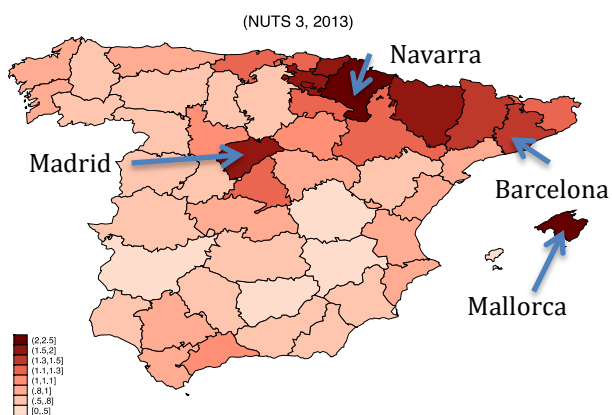 (NUTS 3, 2013)
Navarra
Madrid
Barcelona
Mallorca
(2,2.5]
(1.5,2]
(1.3,1.5]
(1.1,1.3]
(1,1.1]
(.8,1]
(.5,.8]
[0,.5]